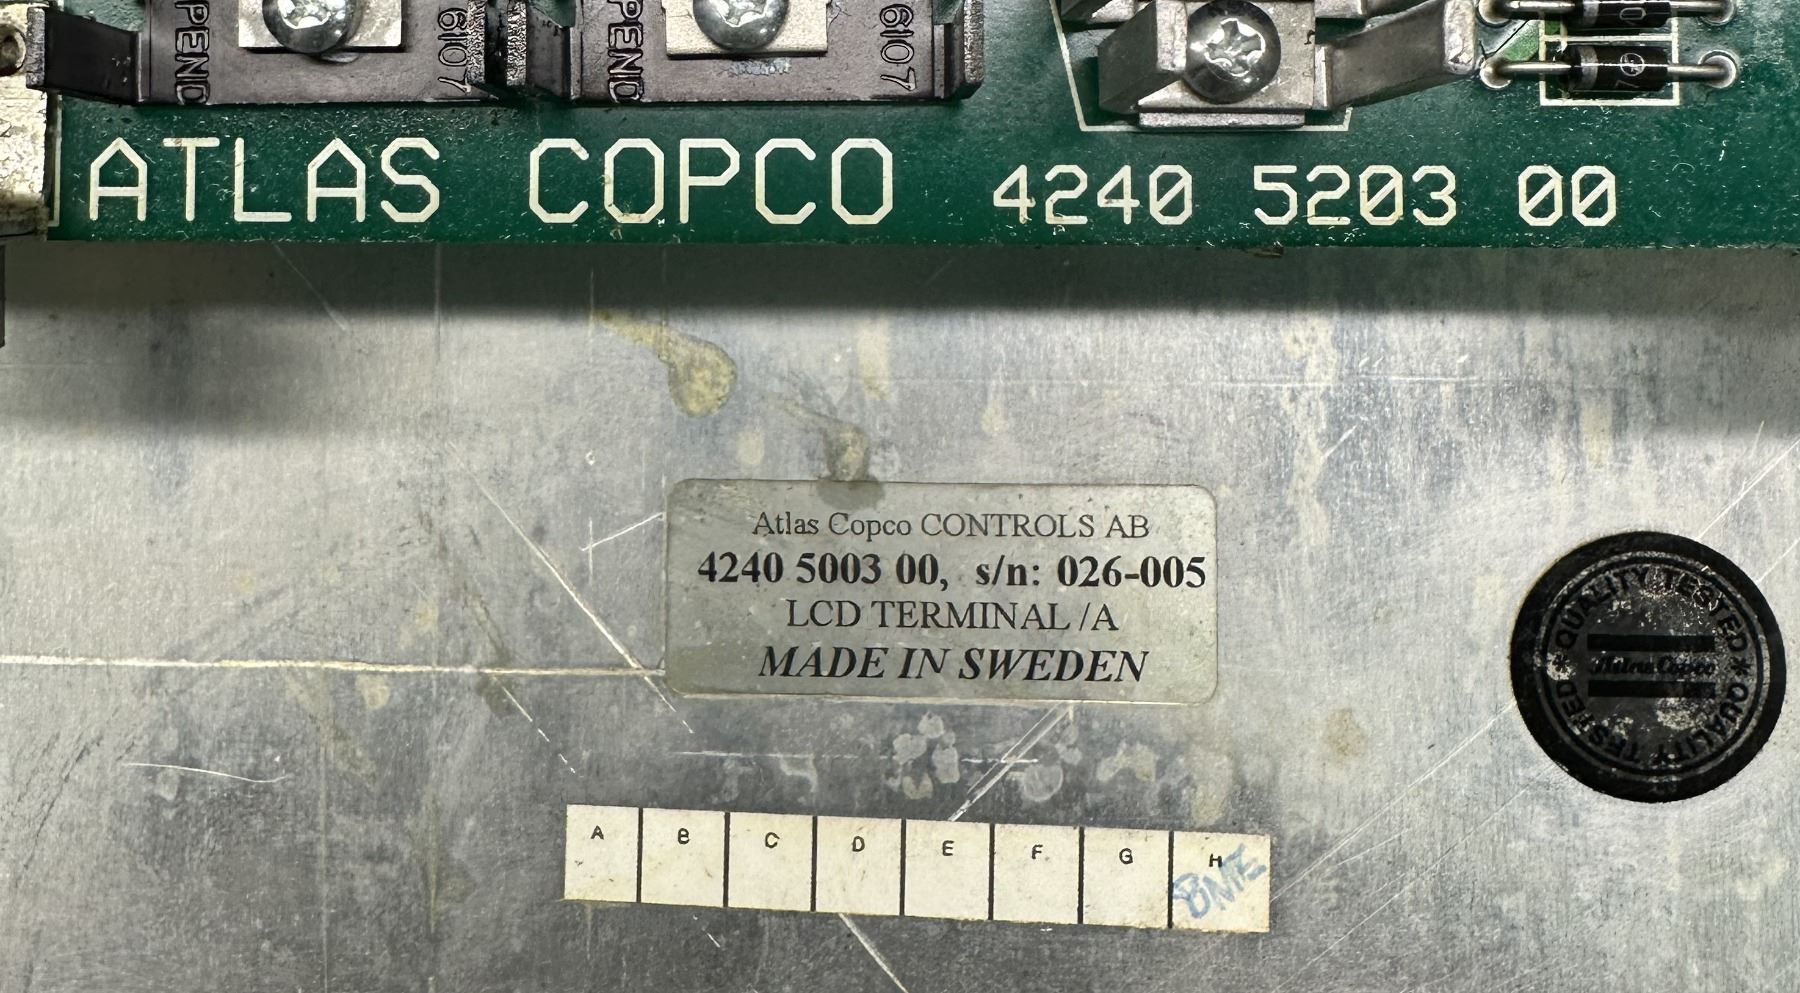 PEND 6107 PEND 6107
ATLAS COPCO 4240 5203 00
Atlas Copco CONTROLS AB
4240 5003 00, s/n: 026-005
LCD TERMINAL /A
MADE IN SWEDEN
* QUALITY TESTED * QUALITY TESTED
Atlas Copco
A B C D E F G H